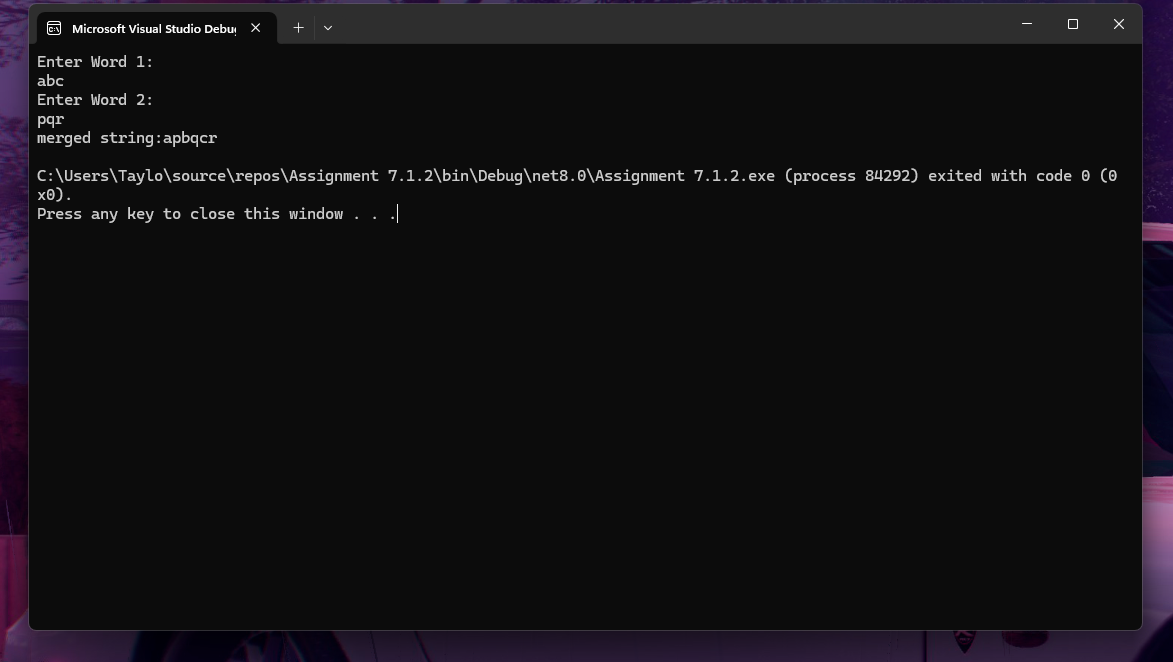 Microsoft Visual Studio Debu
Enter Word 1:
abc
Enter Word 2:
pqr
merged string:apbqcr
C:\Users\Taylo\source\repos\Assignment 7.1.2\bin\Debug\net8.0\Assignment 7.1.2.exe (process 84292) exited with code 0 (0
x0).
Press any key to close this window . . .